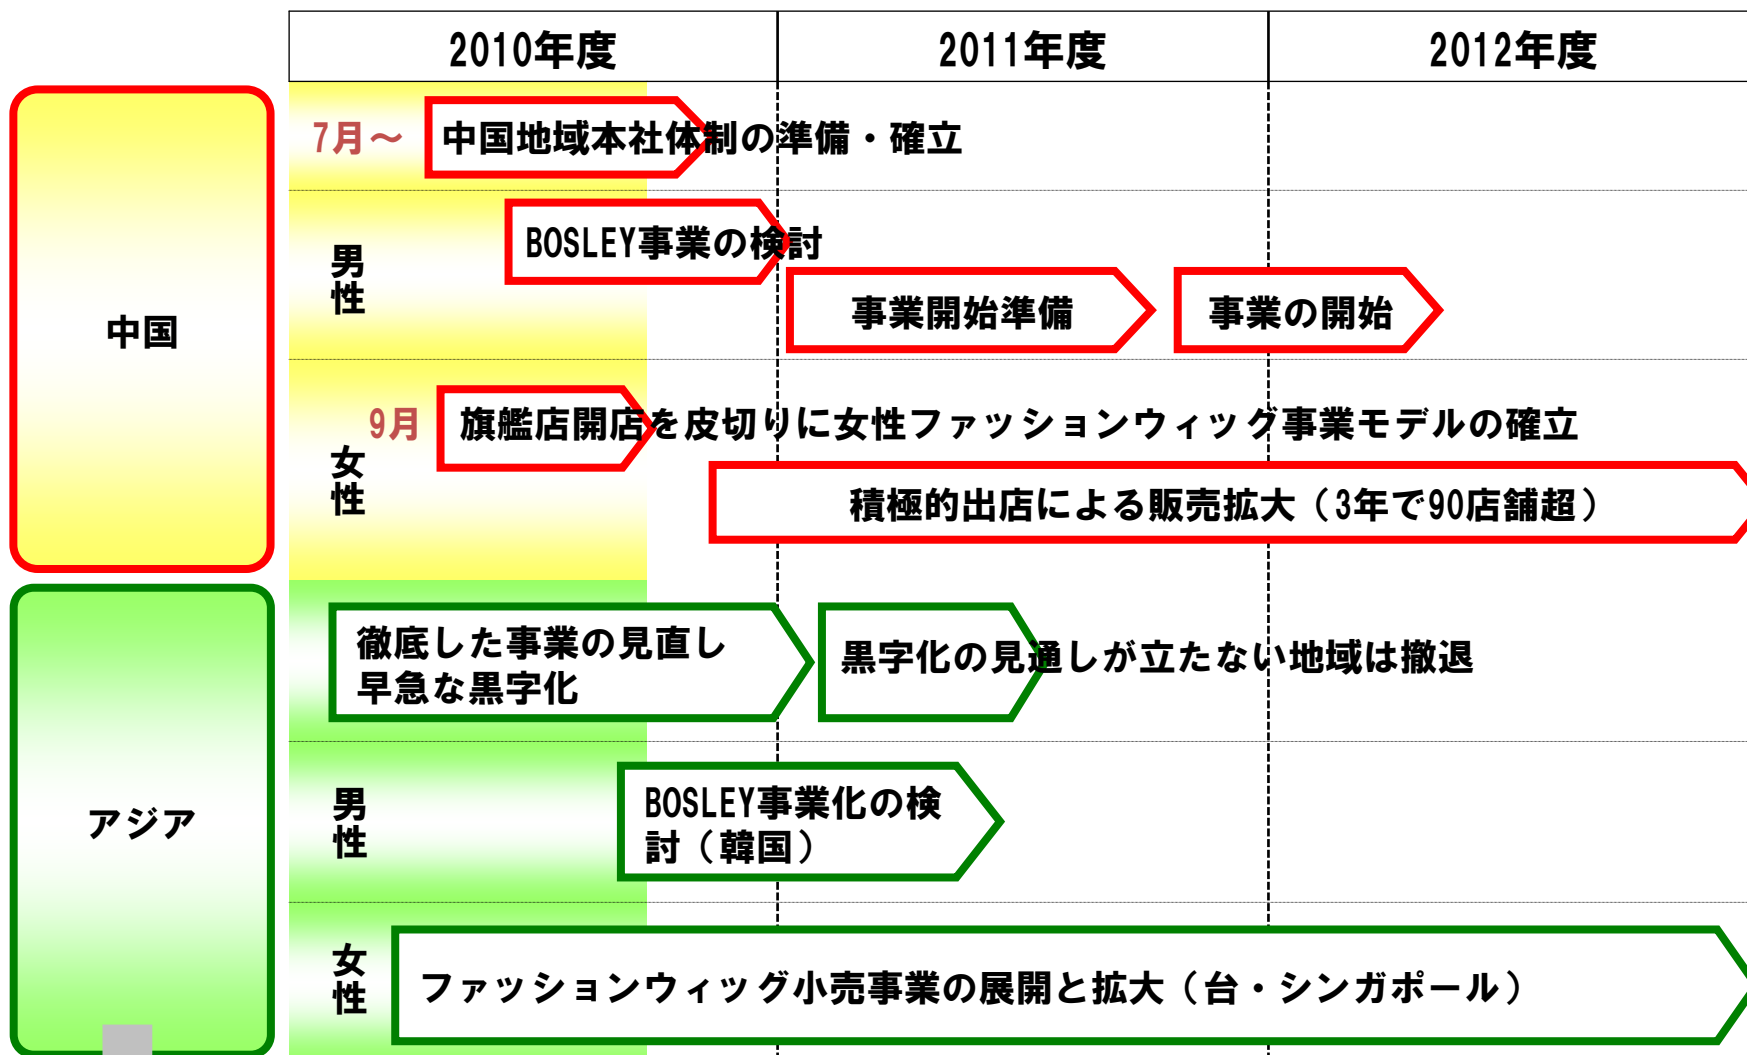 2010年度
2011年度
2012年度
中国
7月～
中国地域本社体制の準備・確立
男性
BOSLEY事業の検討
事業開始準備
事業の開始
女性
9月
旗艦店開店を皮切りに女性ファッションウィッグ事業モデルの確立
積極的出店による販売拡大（3年で90店舗超）
アジア
徹底した事業の見直し
早急な黒字化
黒字化の見通しが立たない地域は撤退
男性
BOSLEY事業化の検
討（韓国）
女性
ファッションウィッグ小売事業の展開と拡大（台・シンガポール）